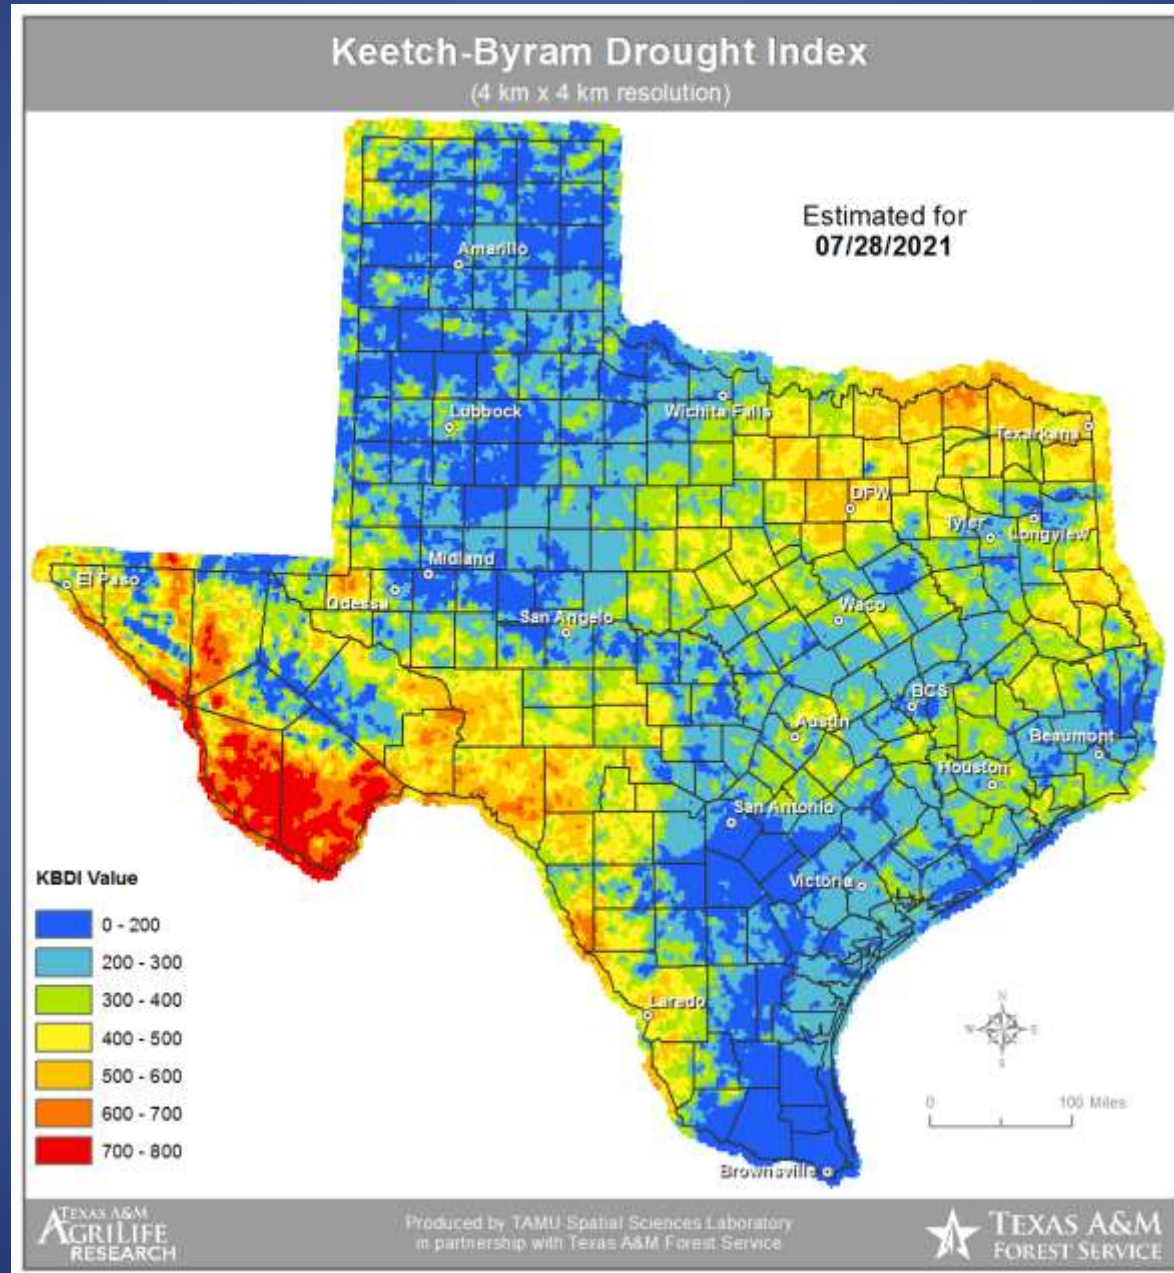 Keetch-Byram Drought Index
(4 km x 4 km resolution)
Estimated for
07/28/2021
Amarillo
Lubbock
Wichita Falls
Texarkana
DFW
Tyler
Longview
Midland
El Paso
Odessa
San Angelo
Waco
BCS
Austin
Beaumont
Houston
San Antonio
Victoria
Laredo
Brownsville
KBDI Value
0 - 200
200 - 300
300 - 400
400 - 500
500 - 600
600 - 700
700 - 800
N
W E
S
0 100 Miles
TEXAS A&M
AGRILIFE
RESEARCH
Produced by TAMU Spatial Sciences Laboratory
in partnership with Texas A&M Forest Service
TEXAS A&M
FOREST SERVICE